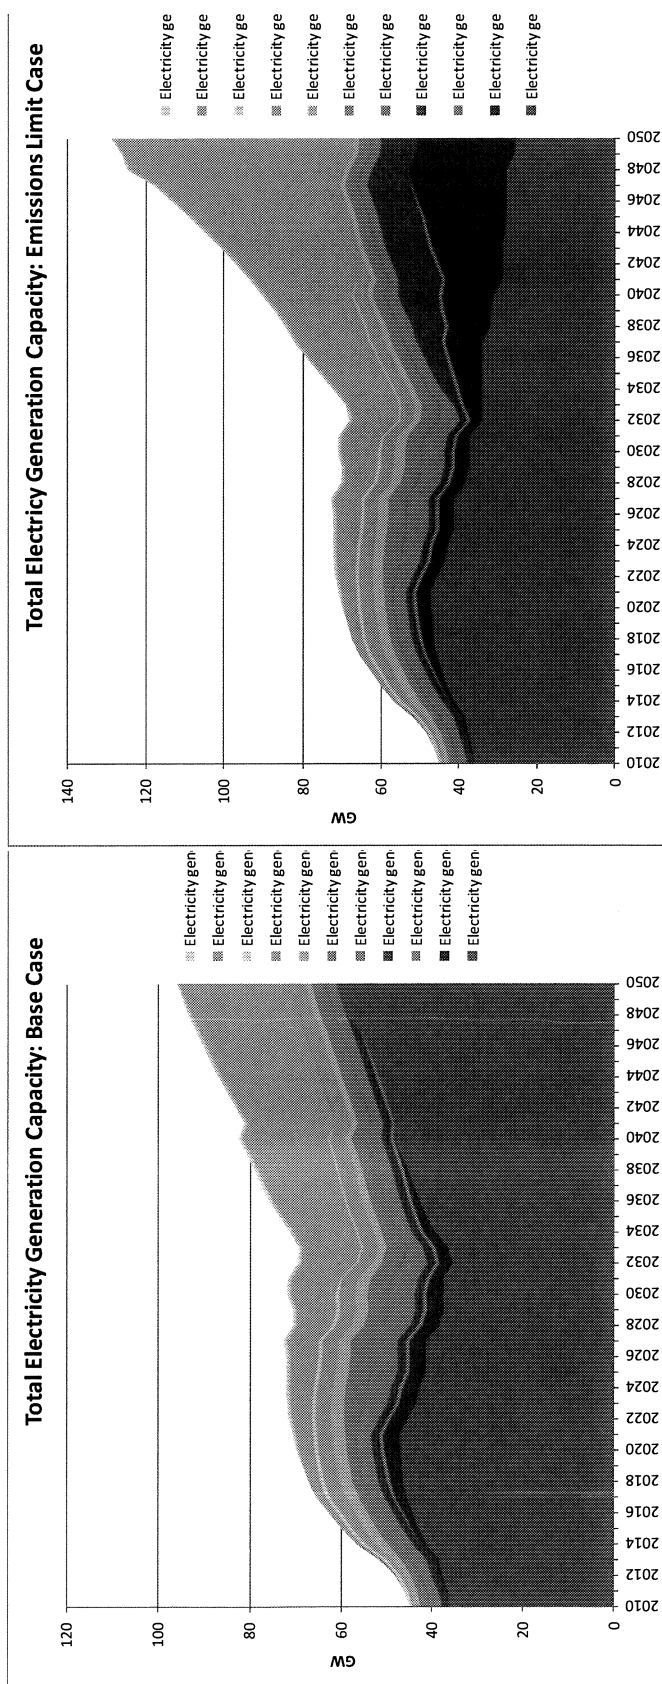 Total Electricity Generation Capacity: Base Case
120
100
80
60
40
20
0
GW
2010 2012 2014 2016 2018 2020 2022 2024 2026 2028 2030 2032 2034 2036 2038 2040 2042 2044 2046 2048 2050
Electricity gen
Electricity gen
Electricity gen
Electricity gen
Electricity gen
Electricity gen
Electricity gen
Electricity gen
Electricity gen
Electricity gen
Electricity gen
Total Electricy Generation Capacity: Emissions Limit Case
140
120
100
80
60
40
20
0
GW
2010 2012 2014 2016 2018 2020 2022 2024 2026 2028 2030 2032 2034 2036 2038 2040 2042 2044 2046 2048 2050
Electricity ge
Electricity ge
Electricity ge
Electricity ge
Electricity ge
Electricity ge
Electricity ge
Electricity ge
Electricity ge
Electricity ge
Electricity ge